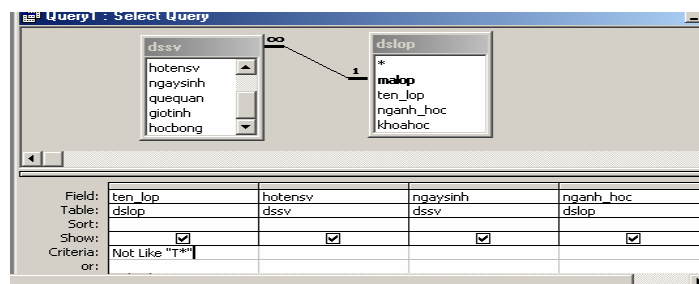 Query1 : Select Query
dssv
hotensv
ngaysinh
quequan
giotinh
hocbong
∞
1
dslop
*
malop
ten_lop
nganh_hoc
khoahoc
Field: ten_lop hotensv ngaysinh nganh_hoc
Table: dslop dssv dssv dslop
Sort:
Show:
Criteria: Not Like "T*"
or: